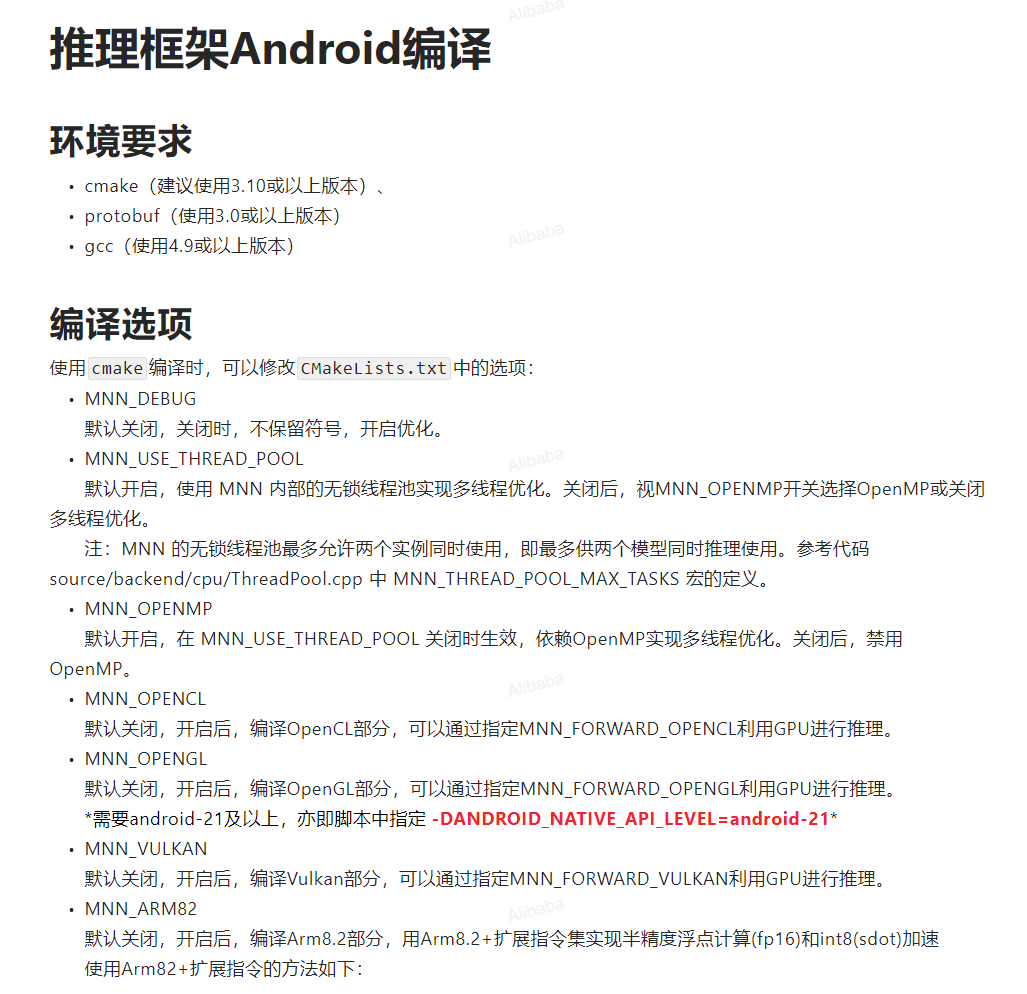 Alibaba
推理框架Android编译
环境要求
• cmake（建议使用3.10或以上版本）、
• protobuf（使用3.0或以上版本）
• gcc（使用4.9或以上版本）
Alibaba
编译选项
使用cmake编译时，可以修改CMakeLists.txt中的选项：
• MNN_DEBUG
默认关闭，关闭时，不保留符号，开启优化。
• MNN_USE_THREAD_POOL
Alibaba
默认开启，使用 MNN 内部的无锁线程池实现多线程优化。关闭后，视MNN_OPENMP开关选择OpenMP或关闭
多线程优化。
注：MNN 的无锁线程池最多允许两个实例同时使用，即最多供两个模型同时推理使用。参考代码
source/backend/cpu/ThreadPool.cpp 中 MNN_THREAD_POOL_MAX_TASKS 宏的定义。
• MNN_OPENMP
默认开启，在 MNN_USE_THREAD_POOL 关闭时生效，依赖OpenMP实现多线程优化。关闭后，禁用
OpenMP。
Alibaba
• MNN_OPENCL
默认关闭，开启后，编译OpenCL部分，可以通过指定MNN_FORWARD_OPENCL利用GPU进行推理。
• MNN_OPENGL
默认关闭，开启后，编译OpenGL部分，可以通过指定MNN_FORWARD_OPENGL利用GPU进行推理。
*需要android-21及以上，亦即脚本中指定 -DANDROID_NATIVE_API_LEVEL=android-21*
• MNN_VULKAN
默认关闭，开启后，编译Vulkan部分，可以通过指定MNN_FORWARD_VULKAN利用GPU进行推理。
• MNN_ARM82
Alibaba
默认关闭，开启后，编译Arm8.2部分，用Arm8.2+扩展指令集实现半精度浮点计算(fp16)和int8(sdot)加速
使用Arm82+扩展指令的方法如下：